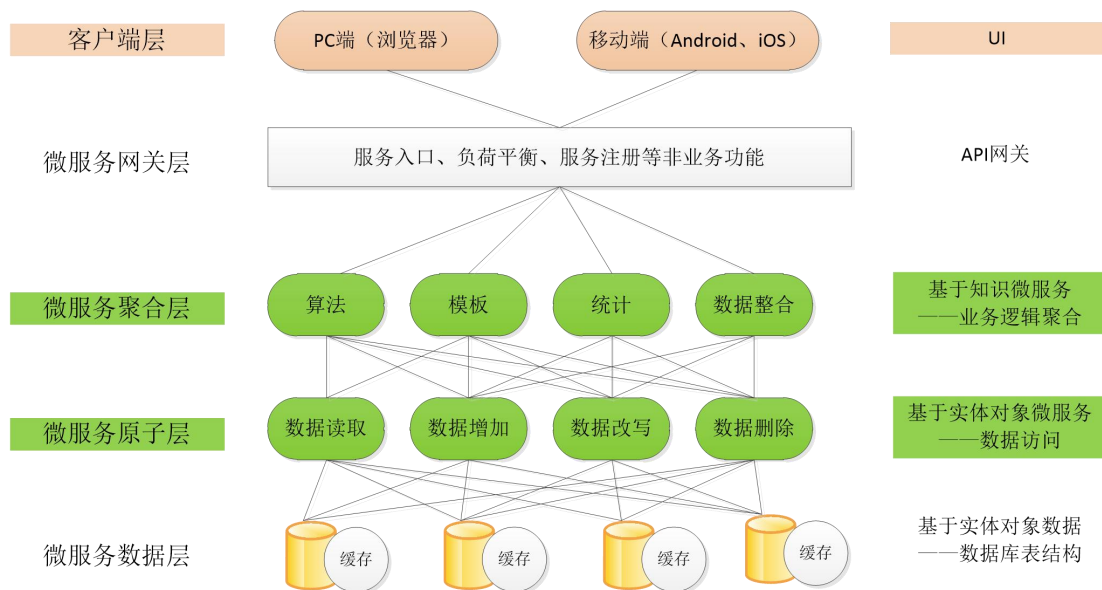 客户端层
PC端（浏览器）
移动端（Android、iOS）
UI
微服务网关层
服务入口、负荷平衡、服务注册等非业务功能
API网关
微服务聚合层
算法
模板
统计
数据整合
基于知识微服务
——业务逻辑聚合
微服务原子层
数据读取
数据增加
数据改写
数据删除
基于实体对象微服务
——数据访问
微服务数据层
缓存
缓存
缓存
缓存
基于实体对象数据
——数据库表结构